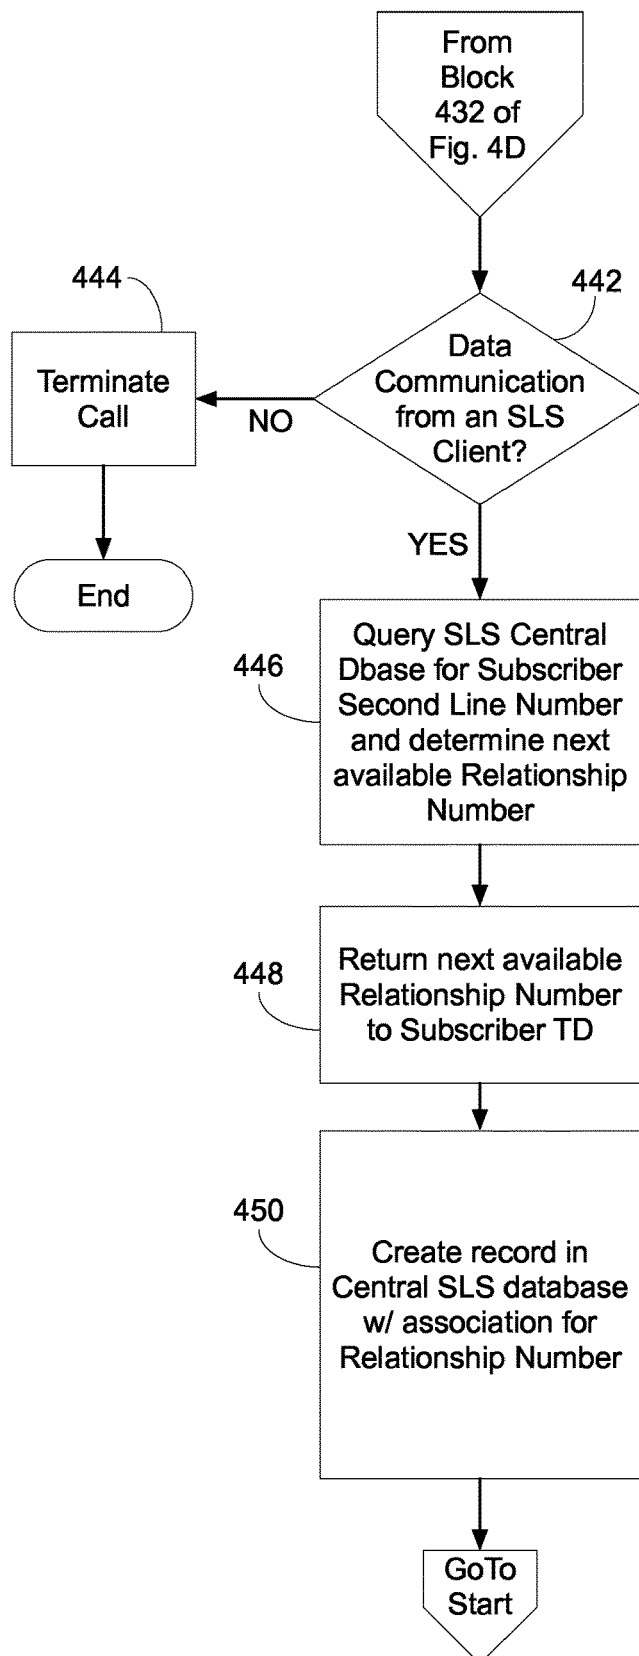 From
Block
432 of
Fig. 4D
444
442
Data
Communication
from an SLS
Client?
Terminate
Call
NO
YES
End
446
Query SLS Central
Dbase for Subscriber
Second Line Number
and determine next
available Relationship
Number
448
Return next available
Relationship Number
to Subscriber TD
450
Create record in
Central SLS database
w/ association for
Relationship Number
GoTo
Start